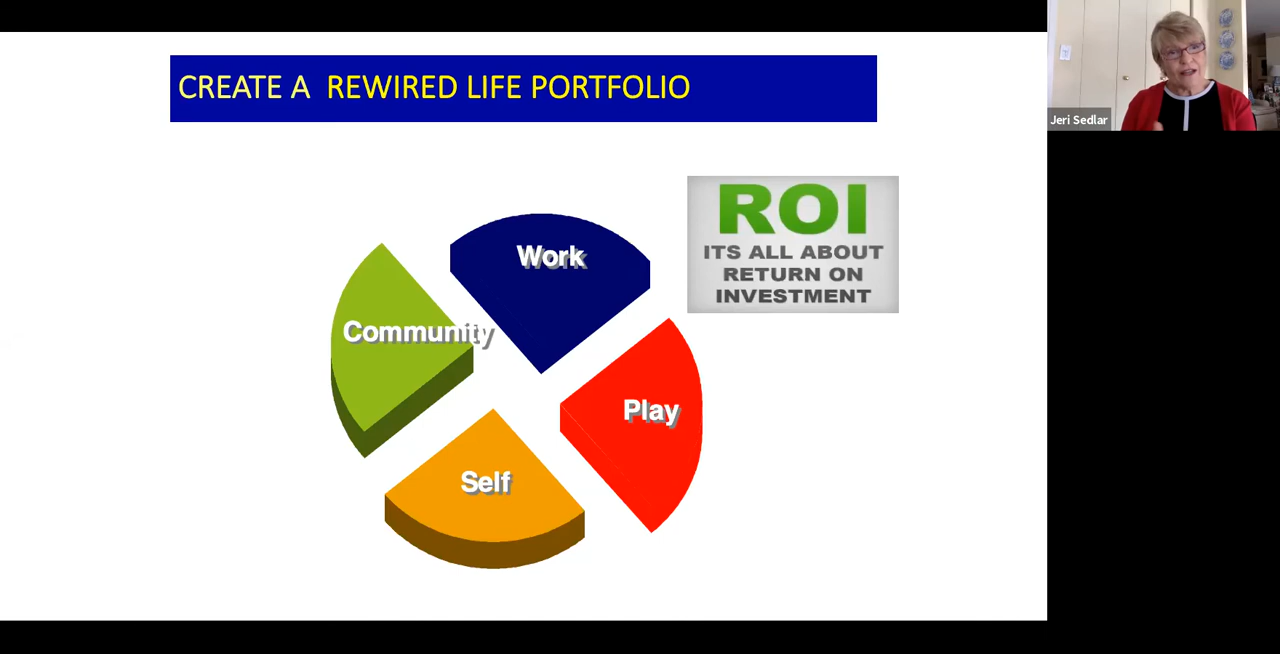 CREATE A REWIRED LIFE PORTFOLIO
Jeri Sedlar
ROI
ITS ALL ABOUT
RETURN ON
INVESTMENT
Work
Community
Play
Self